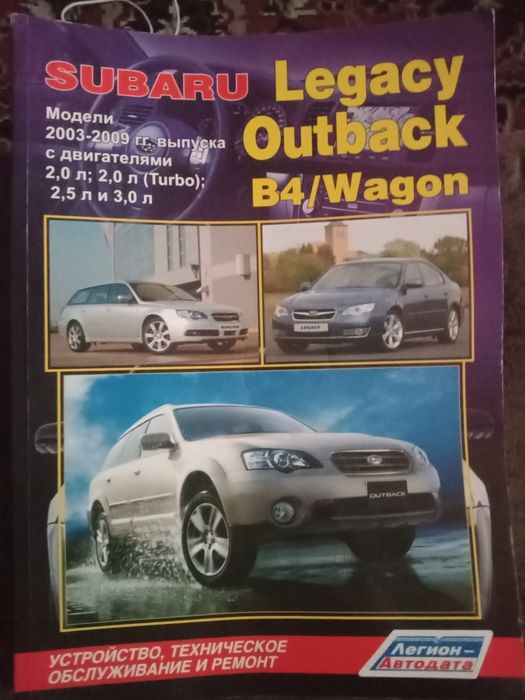 SUBARU Legacy
Outback
B4/Wagon
Модели
2003-2009 гг. выпуска
с двигателями
2,0 л; 2,0 л (Turbo);
2,5 л и 3,0 л
LEGACY
OUTBACK
УСТРОЙСТВО, ТЕХНИЧЕСКОЕ
ОБСЛУЖИВАНИЕ И РЕМОНТ
Легион-
Автодата